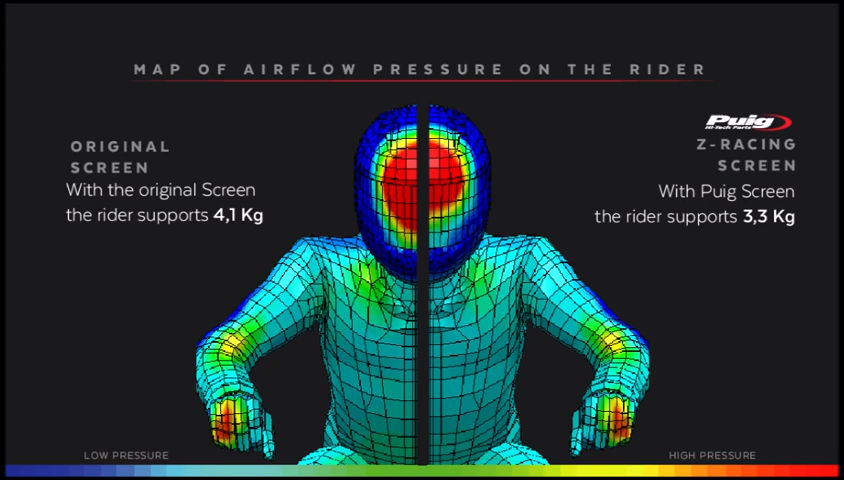 MAP OF AIRFLOW PRESSURE ON THE RIDER
ORIGINAL
SCREEN
With the original Screen
the rider supports 4,1 Kg
Puig
Hi-Tech Parts
Z-RACING
SCREEN
With Puig Screen
the rider supports 3,3 Kg
LOW PRESSURE
HIGH PRESSURE